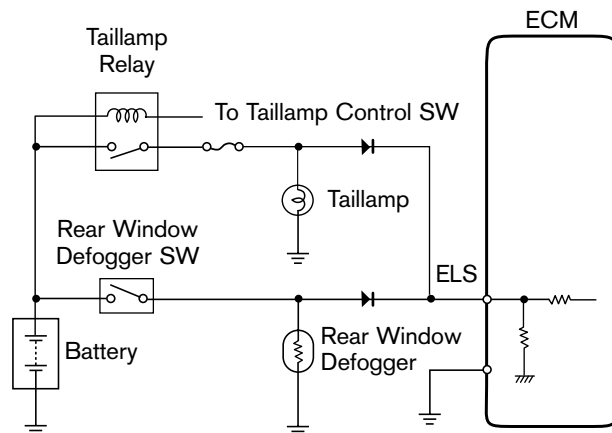 ECM
Taillamp
Relay
To Taillamp Control SW
Taillamp
Rear Window
Defogger SW
ELS
Battery
Rear Window
Defogger